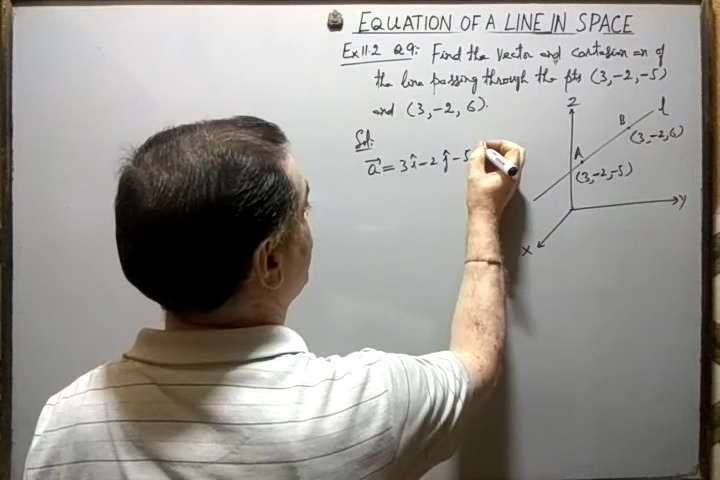 EQUATION OF A LINE IN SPACE
Ex 11.2 Q9: Find the vector and cartesian en of
the line passing through the pts (3,-2,-5)
and (3,-2,6).
Sol:
a⃗ = 3î-2ĵ-5
Z
l
B
(3,-2,6)
A
(3,-2,-5)
Y
X